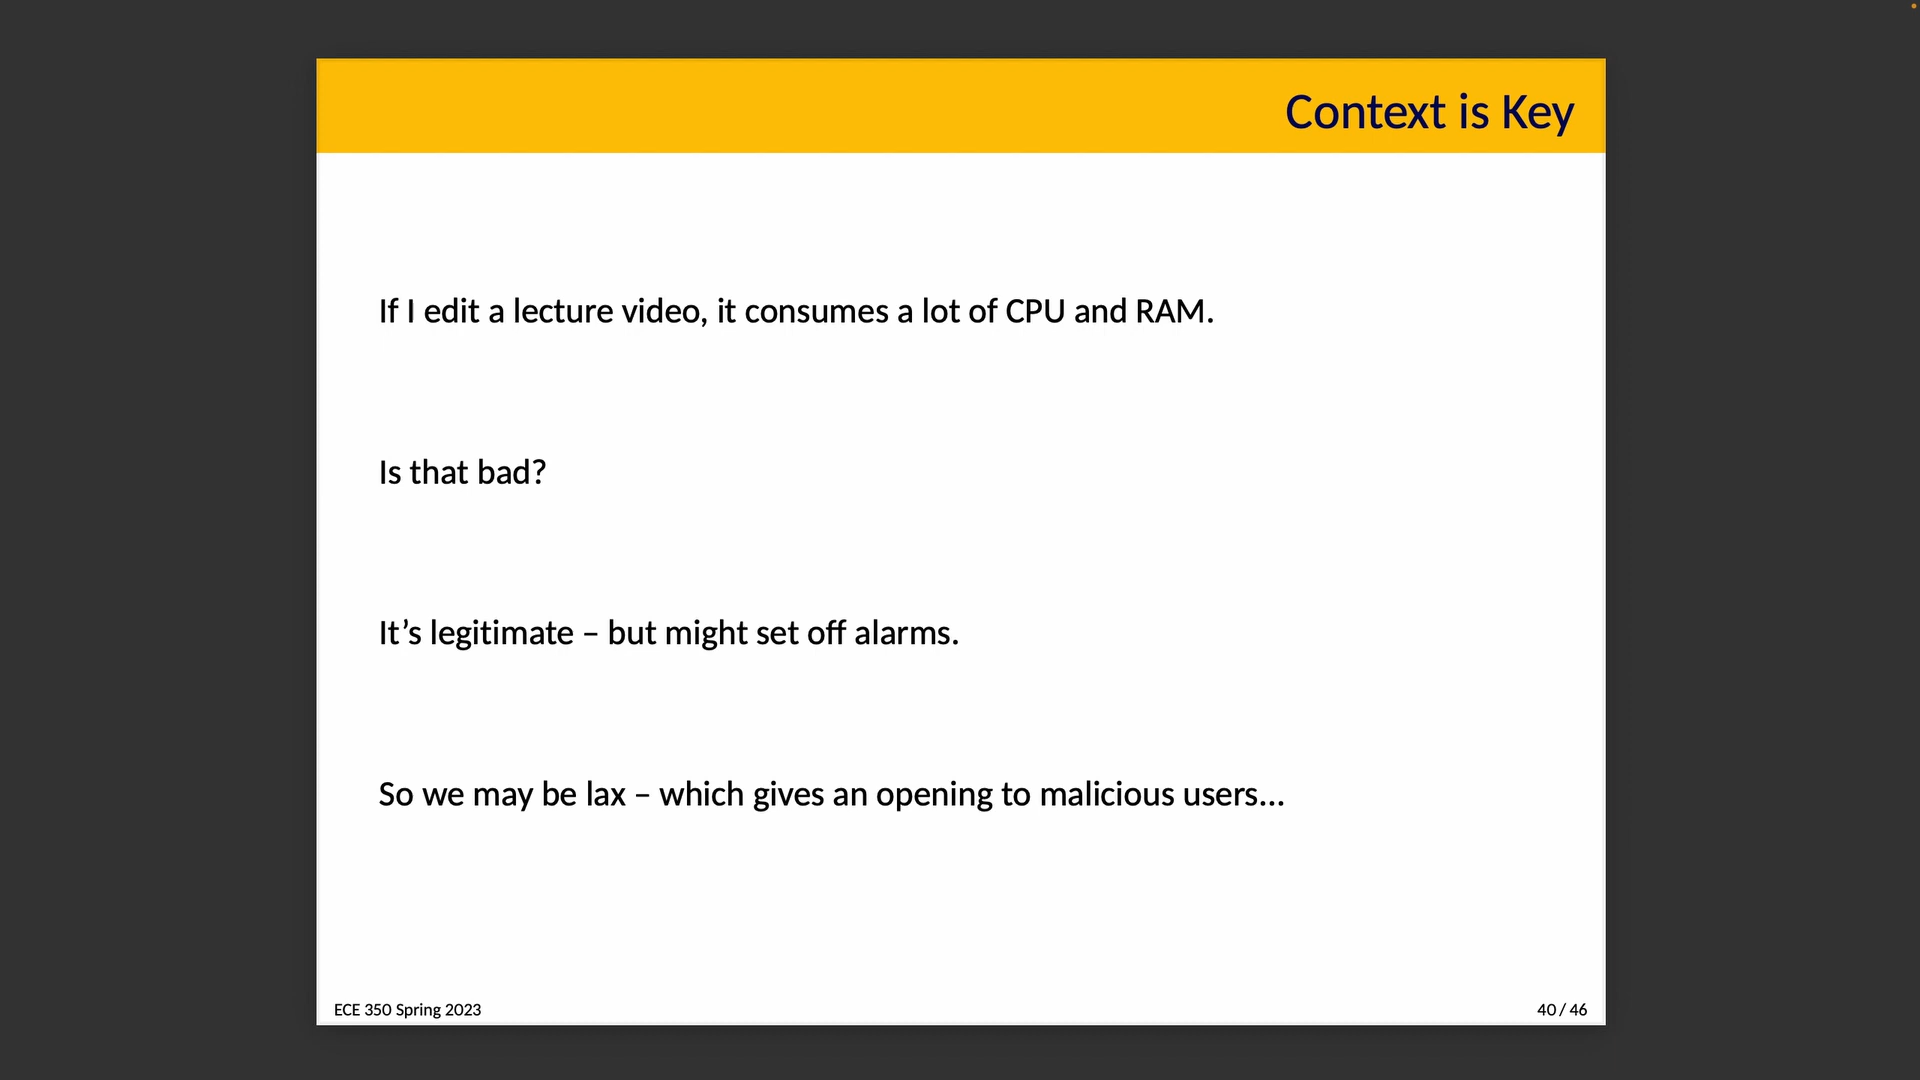 Context is Key
If I edit a lecture video, it consumes a lot of CPU and RAM.
Is that bad?
It’s legitimate – but might set off alarms.
So we may be lax – which gives an opening to malicious users...
ECE 350 Spring 2023
40 / 46